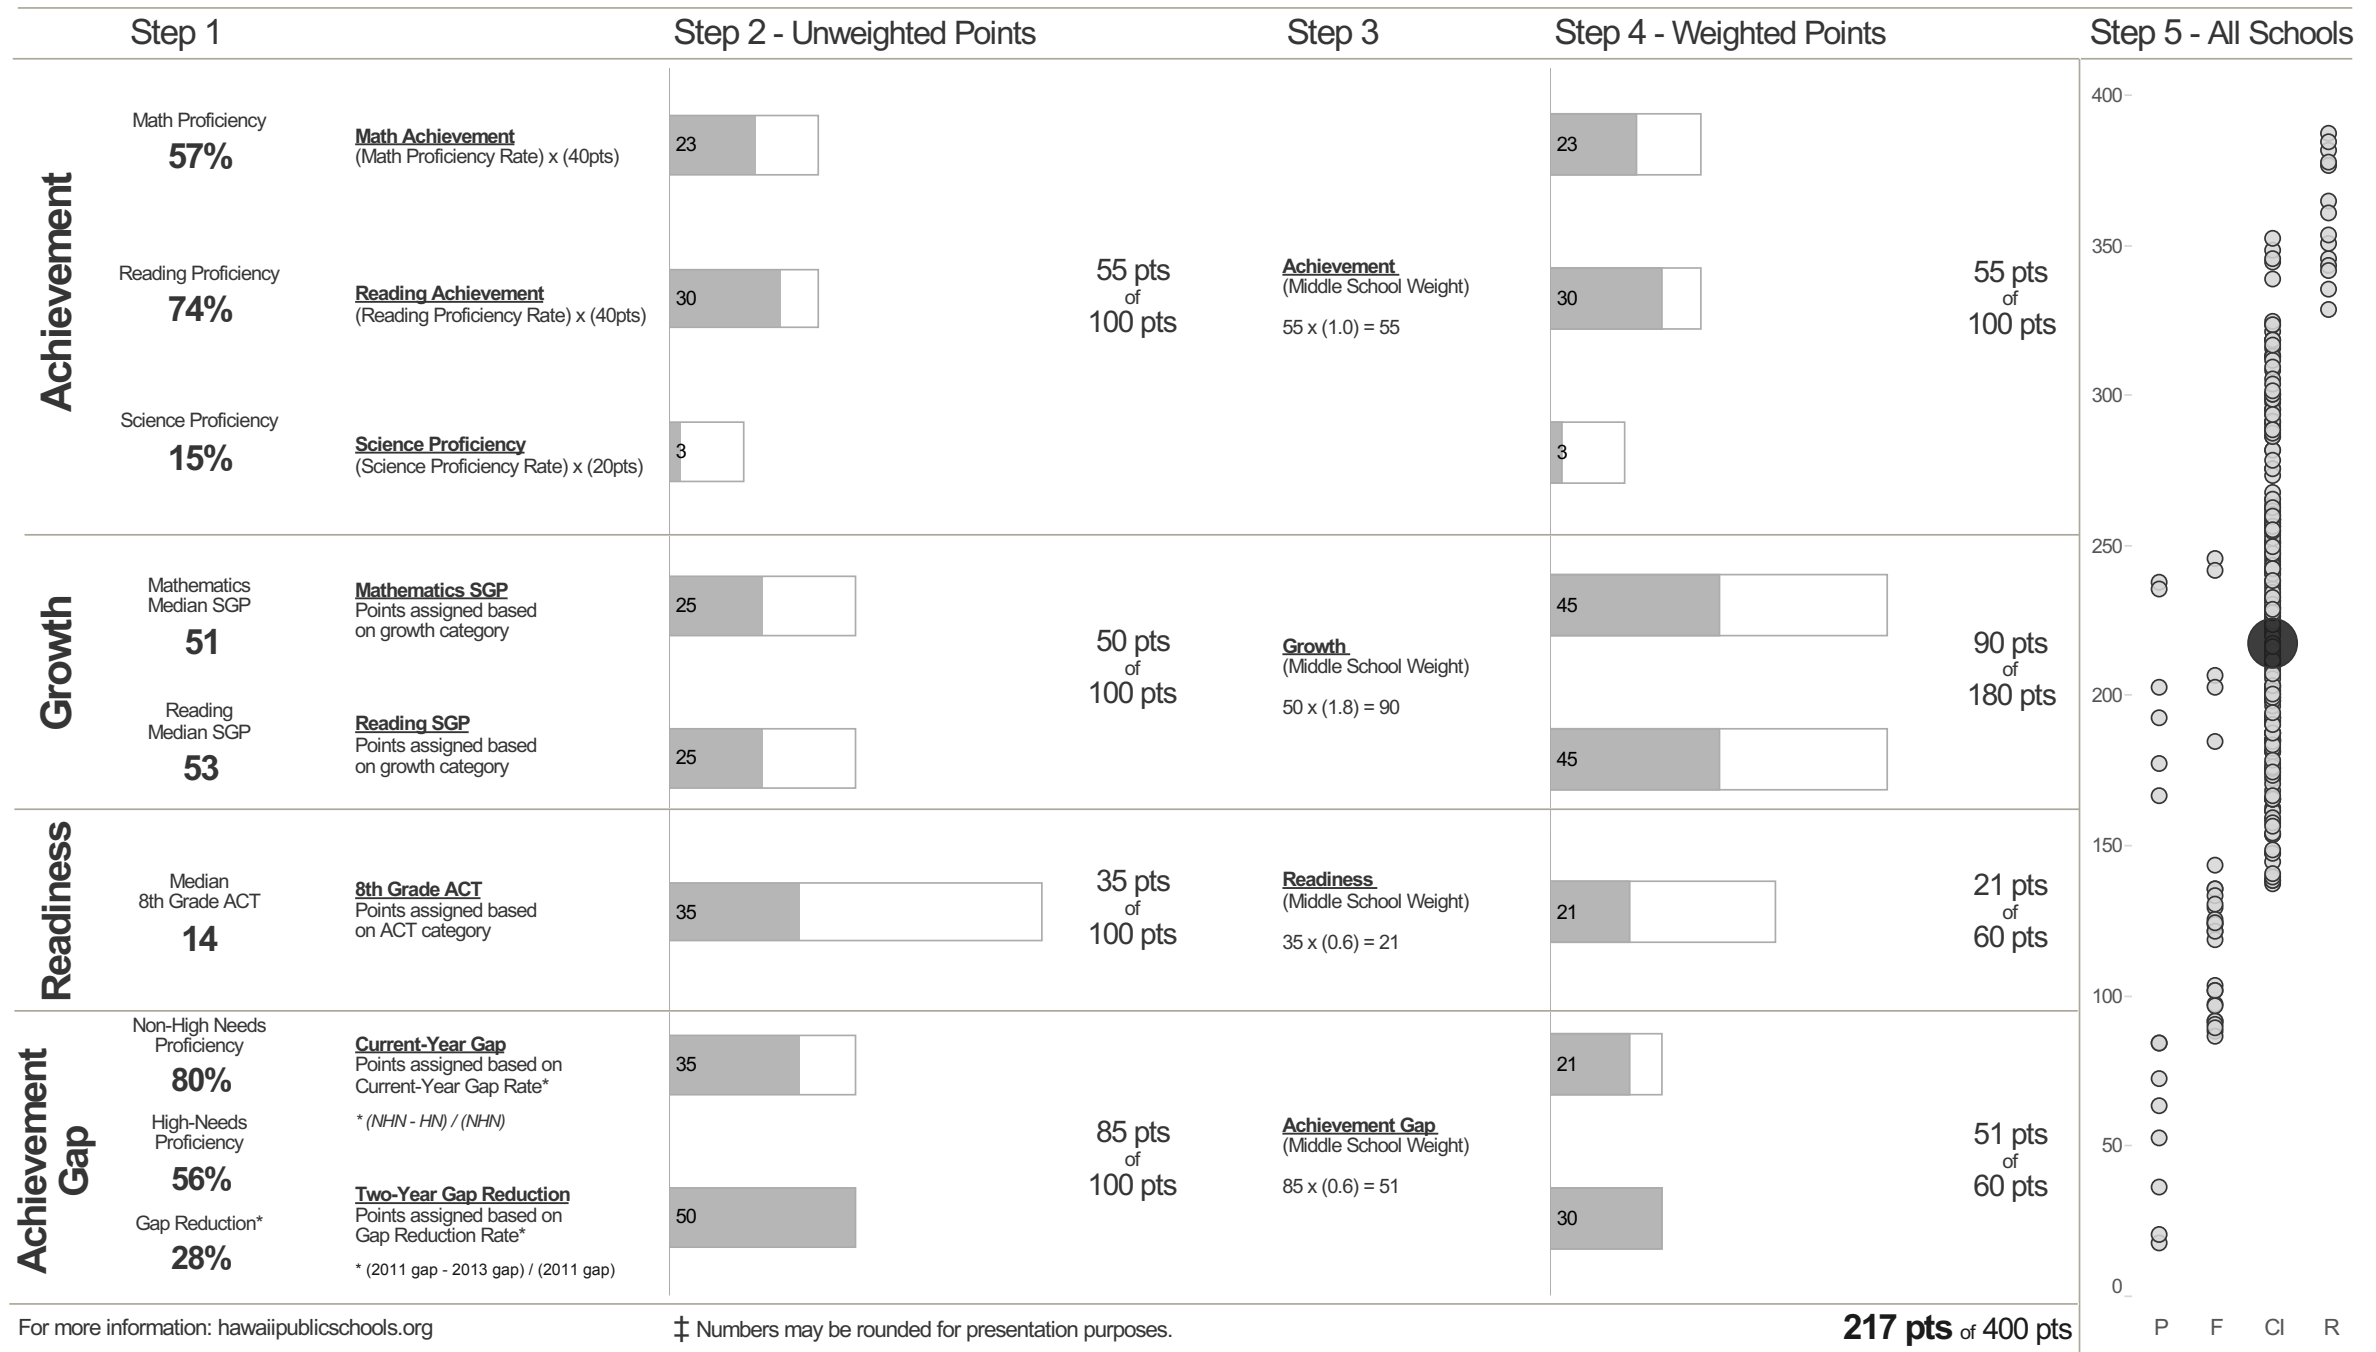 Step 1
Step 2 - Unweighted Points
Step 3
Step 4 - Weighted Points
Step 5 - All Schools
Achievement
Math Proficiency
57%
Math Achievement
(Math Proficiency Rate) x (40pts)
23
23
Reading Proficiency
74%
Reading Achievement
(Reading Proficiency Rate) x (40pts)
30
55 pts
of
100 pts
Achievement
(Middle School Weight)
55 x (1.0) = 55
30
55 pts
of
100 pts
Science Proficiency
15%
Science Proficiency
(Science Proficiency Rate) x (20pts)
3
3
Growth
Mathematics
Median SGP
51
Mathematics SGP
Points assigned based
on growth category
25
50 pts
of
100 pts
Growth
(Middle School Weight)
50 x (1.8) = 90
45
90 pts
of
180 pts
Reading
Median SGP
53
Reading SGP
Points assigned based
on growth category
25
45
Readiness
Median
8th Grade ACT
14
8th Grade ACT
Points assigned based
on ACT category
35
35 pts
of
100 pts
Readiness
(Middle School Weight)
35 x (0.6) = 21
21
21 pts
of
60 pts
Achievement
Gap
Non-High Needs
Proficiency
80%
High-Needs
Proficiency
56%
Gap Reduction*
28%
Current-Year Gap
Points assigned based on
Current-Year Gap Rate*
* (NHN - HN) / (NHN)
Two-Year Gap Reduction
Points assigned based on
Gap Reduction Rate*
* (2011 gap - 2013 gap) / (2011 gap)
35
50
85 pts
of
100 pts
Achievement Gap
(Middle School Weight)
85 x (0.6) = 51
21
30
51 pts
of
60 pts
400
350
300
250
200
150
100
50
0
P
F
CI
R
For more information: hawaiipublicschools.org
‡ Numbers may be rounded for presentation purposes.
217 pts of 400 pts